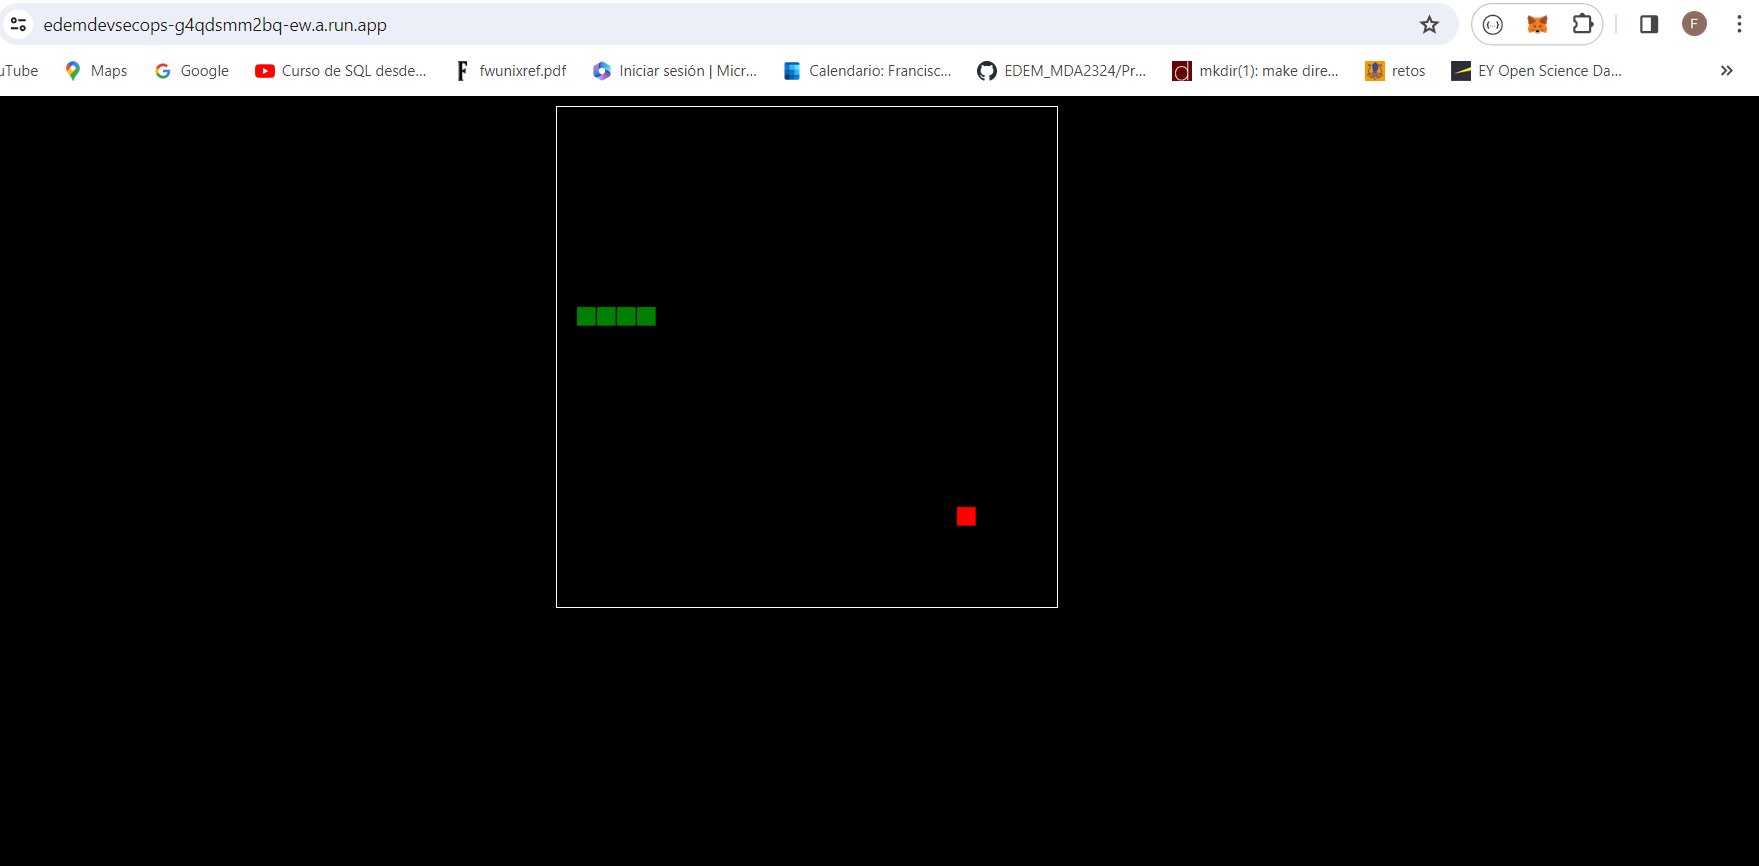 edemdevsecops-g4qdsmm2bq-ew.a.run.app
uTube Maps Google Curso de SQL desde... fwunixref.pdf Iniciar sesión | Micr... Calendario: Francisc... EDEM_MDA2324/Pr... mkdir(1): make dire... retos EY Open Science Da...
F